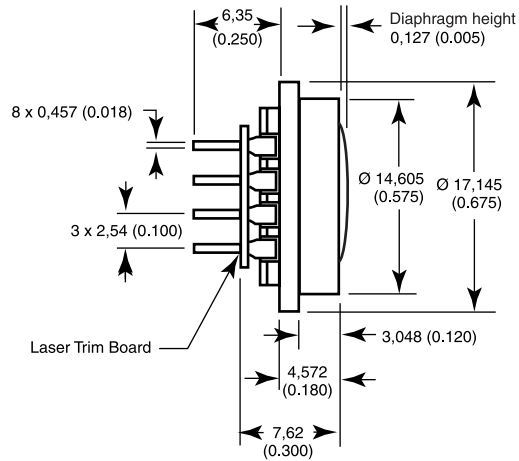 6,35
(0.250)
Diaphragm height
0,127 (0.005)
8 x 0,457 (0.018)
Ø 14,605
(0.575)
Ø 17,145
(0.675)
3 x 2,54 (0.100)
Laser Trim Board
3,048 (0.120)
4,572
(0.180)
7,62
(0.300)